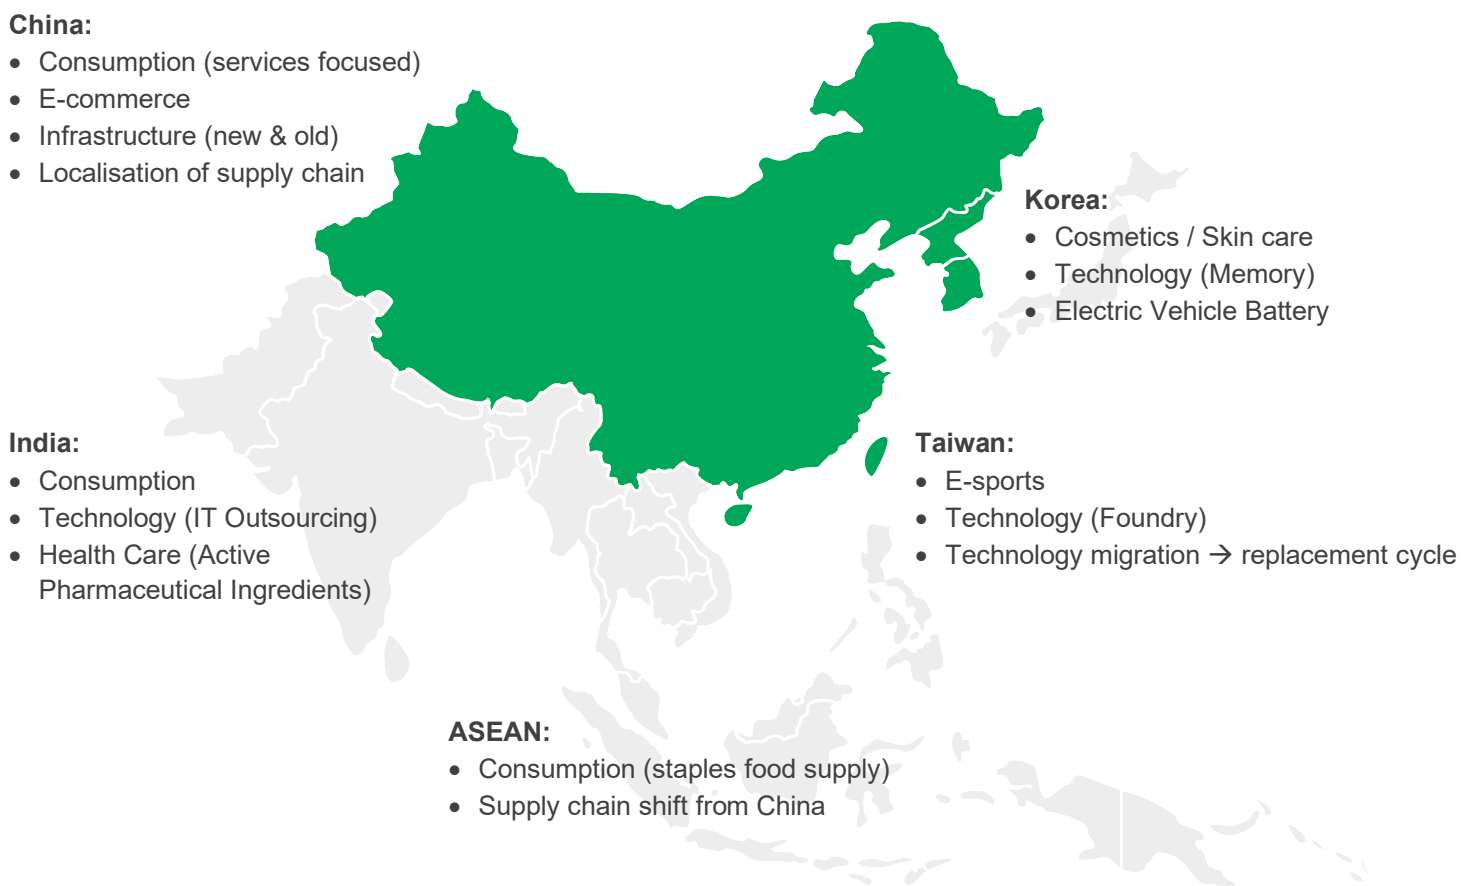 China:
• Consumption (services focused)
• E-commerce
• Infrastructure (new & old)
• Localisation of supply chain
Korea:
• Cosmetics / Skin care
• Technology (Memory)
• Electric Vehicle Battery
India:
• Consumption
• Technology (IT Outsourcing)
• Health Care (Active
Pharmaceutical Ingredients)
Taiwan:
• E-sports
• Technology (Foundry)
• Technology migration → replacement cycle
ASEAN:
• Consumption (staples food supply)
• Supply chain shift from China